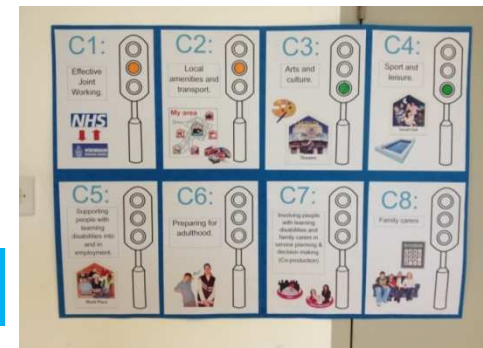 C1:
Effective
Joint
Working.
NHS
C2:
Local
amenities and
transport.
My area
C3:
Arts and
culture.
Theatre
C4:
Sport and
leisure.
Social Club
C5:
Supporting
people with
learning
disabilities into
and in
employment.
Work Place
C6:
Preparing for
adulthood.
C7:
Involving people
with learning
disabilities and
family carers in
service planning &
decision making
(Co-production)
C8:
Family carers